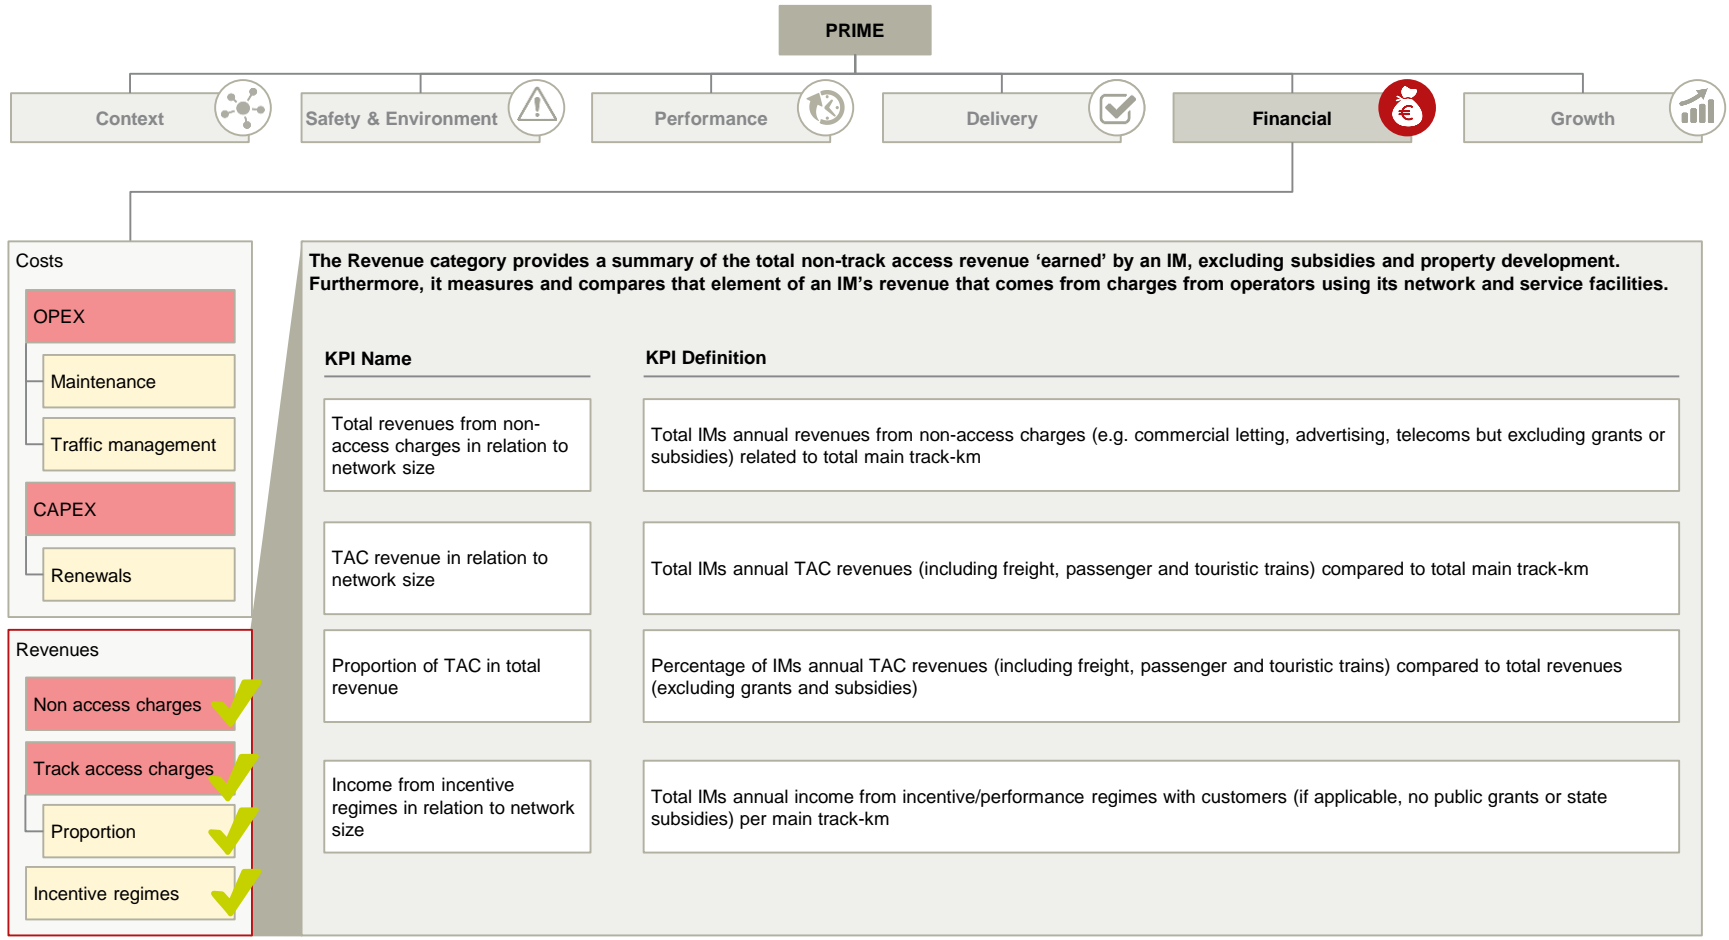 PRIME
Context
Safety & Environment
Performance
Delivery
Financial
€
Growth
Costs
OPEX
Maintenance
Traffic management
CAPEX
Renewals
Revenues
Non access charges
Track access charges
Proportion
Incentive regimes
The Revenue category provides a summary of the total non-track access revenue ‘earned’ by an IM, excluding subsidies and property development.
Furthermore, it measures and compares that element of an IM’s revenue that comes from charges from operators using its network and service facilities.
KPI Name
KPI Definition
Total revenues from non-
access charges in relation to
network size
Total IMs annual revenues from non-access charges (e.g. commercial letting, advertising, telecoms but excluding grants or
subsidies) related to total main track-km
TAC revenue in relation to
network size
Total IMs annual TAC revenues (including freight, passenger and touristic trains) compared to total main track-km
Proportion of TAC in total
revenue
Percentage of IMs annual TAC revenues (including freight, passenger and touristic trains) compared to total revenues
(excluding grants and subsidies)
Income from incentive
regimes in relation to network
size
Total IMs annual income from incentive/performance regimes with customers (if applicable, no public grants or state
subsidies) per main track-km